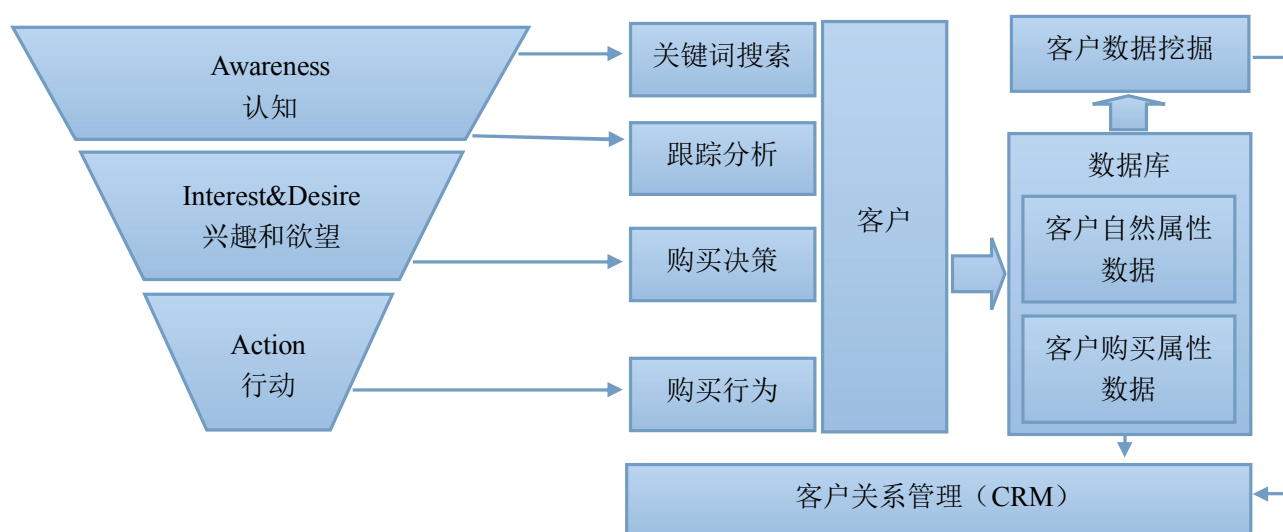 Awareness
认知
Interest&Desire
兴趣和欲望
Action
行动
关键词搜索
跟踪分析
购买决策
购买行为
客户
客户数据挖掘
数据库
客户自然属性
数据
客户购买属性
数据
客户关系管理（CRM）